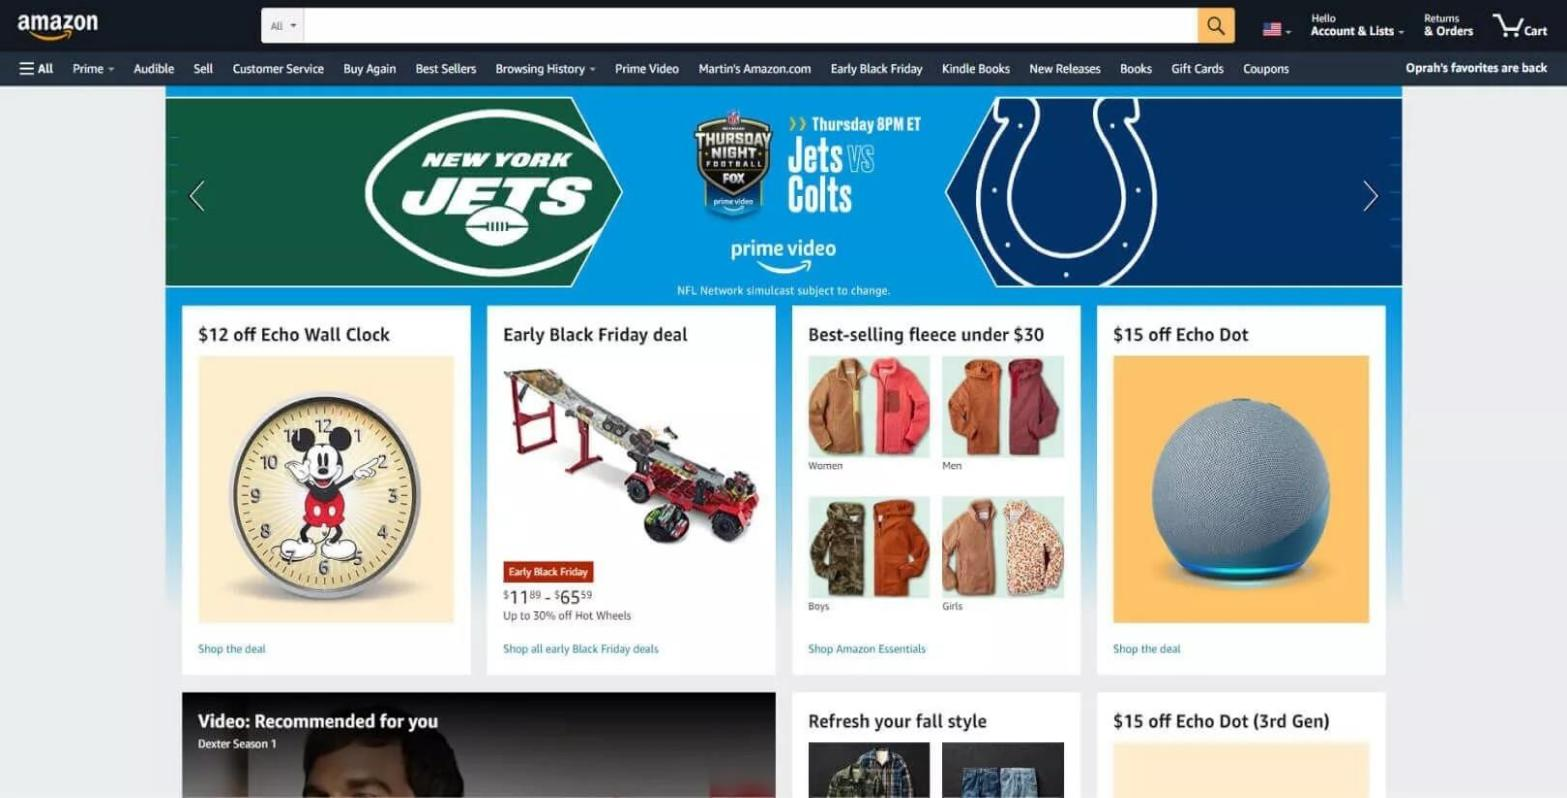 amazon
All
Hello
Account & Lists
Returns
& Orders
Cart
All
Prime
Audible
Sell
Customer Service
Buy Again
Best Sellers
Browsing History
Prime Video
Martin's Amazon.com
Early Black Friday
Kindle Books
New Releases
Books
Gift Cards
Coupons
Oprah's favorites are back
NEW YORK
JETS
NFL
THURSDAY
NIGHT
FOOTBALL
FOX
prime video
Thursday 8PM ET
Jets VS
Colts
prime video
NFL Network simulcast subject to change.
$12 off Echo Wall Clock
12
11
1
10
2
9
3
8
4
7
5
6
Shop the deal
Early Black Friday deal
Early Black Friday
$11.89 - $65.59
Up to 30% off Hot Wheels
Shop all early Black Friday deals
Best-selling fleece under $30
Women
Men
Boys
Girls
Shop Amazon Essentials
$15 off Echo Dot
Shop the deal
Video: Recommended for you
Dexter Season 1
Refresh your fall style
$15 off Echo Dot (3rd Gen)